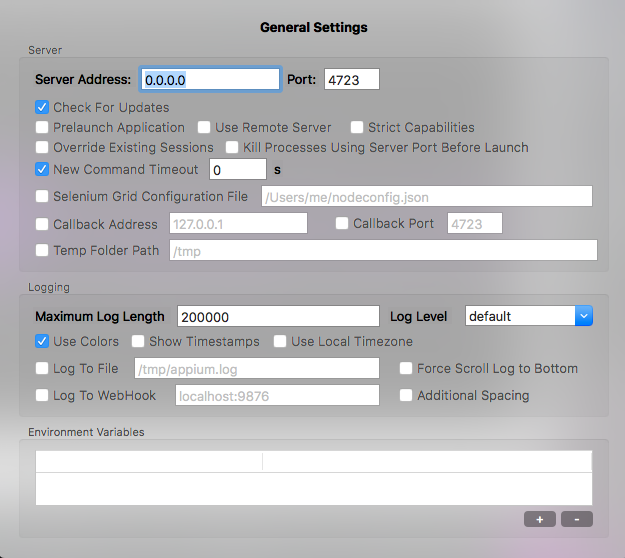 General Settings
Server
Server Address: 0.0.0.0 Port: 4723
Check For Updates
Prelaunch Application Use Remote Server Strict Capabilities
Override Existing Sessions Kill Processes Using Server Port Before Launch
New Command Timeout 0 s
Selenium Grid Configuration File /Users/me/nodeconfig.json
Callback Address 127.0.0.1 Callback Port 4723
Temp Folder Path /tmp
Logging
Maximum Log Length 200000 Log Level default
Use Colors Show Timestamps Use Local Timezone
Log To File /tmp/appium.log Force Scroll Log to Bottom
Log To WebHook localhost:9876 Additional Spacing
Environment Variables
+ -